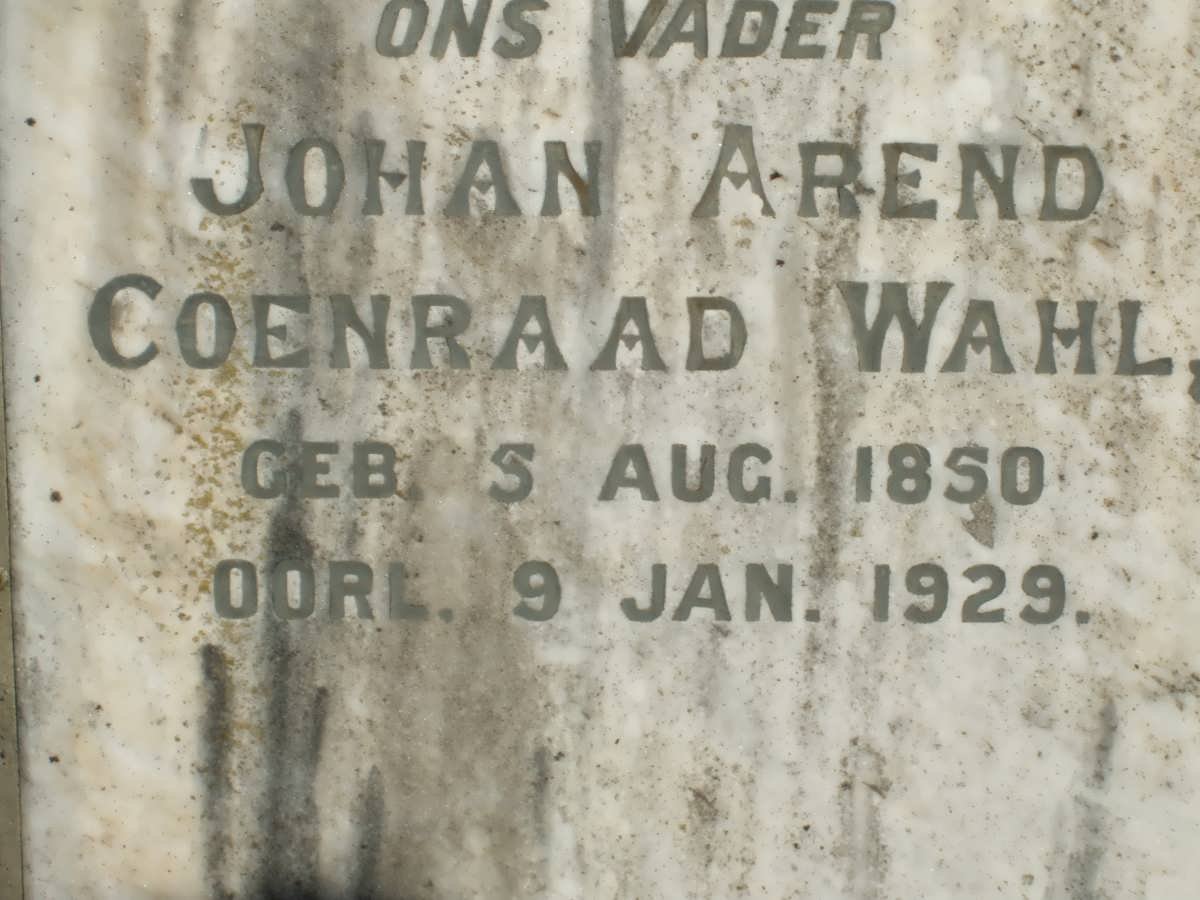 ONS VADER
JOHAN AREND
COENRAAD WAHL,
GEB. 5 AUG. 1850
OORL. 9 JAN. 1929.